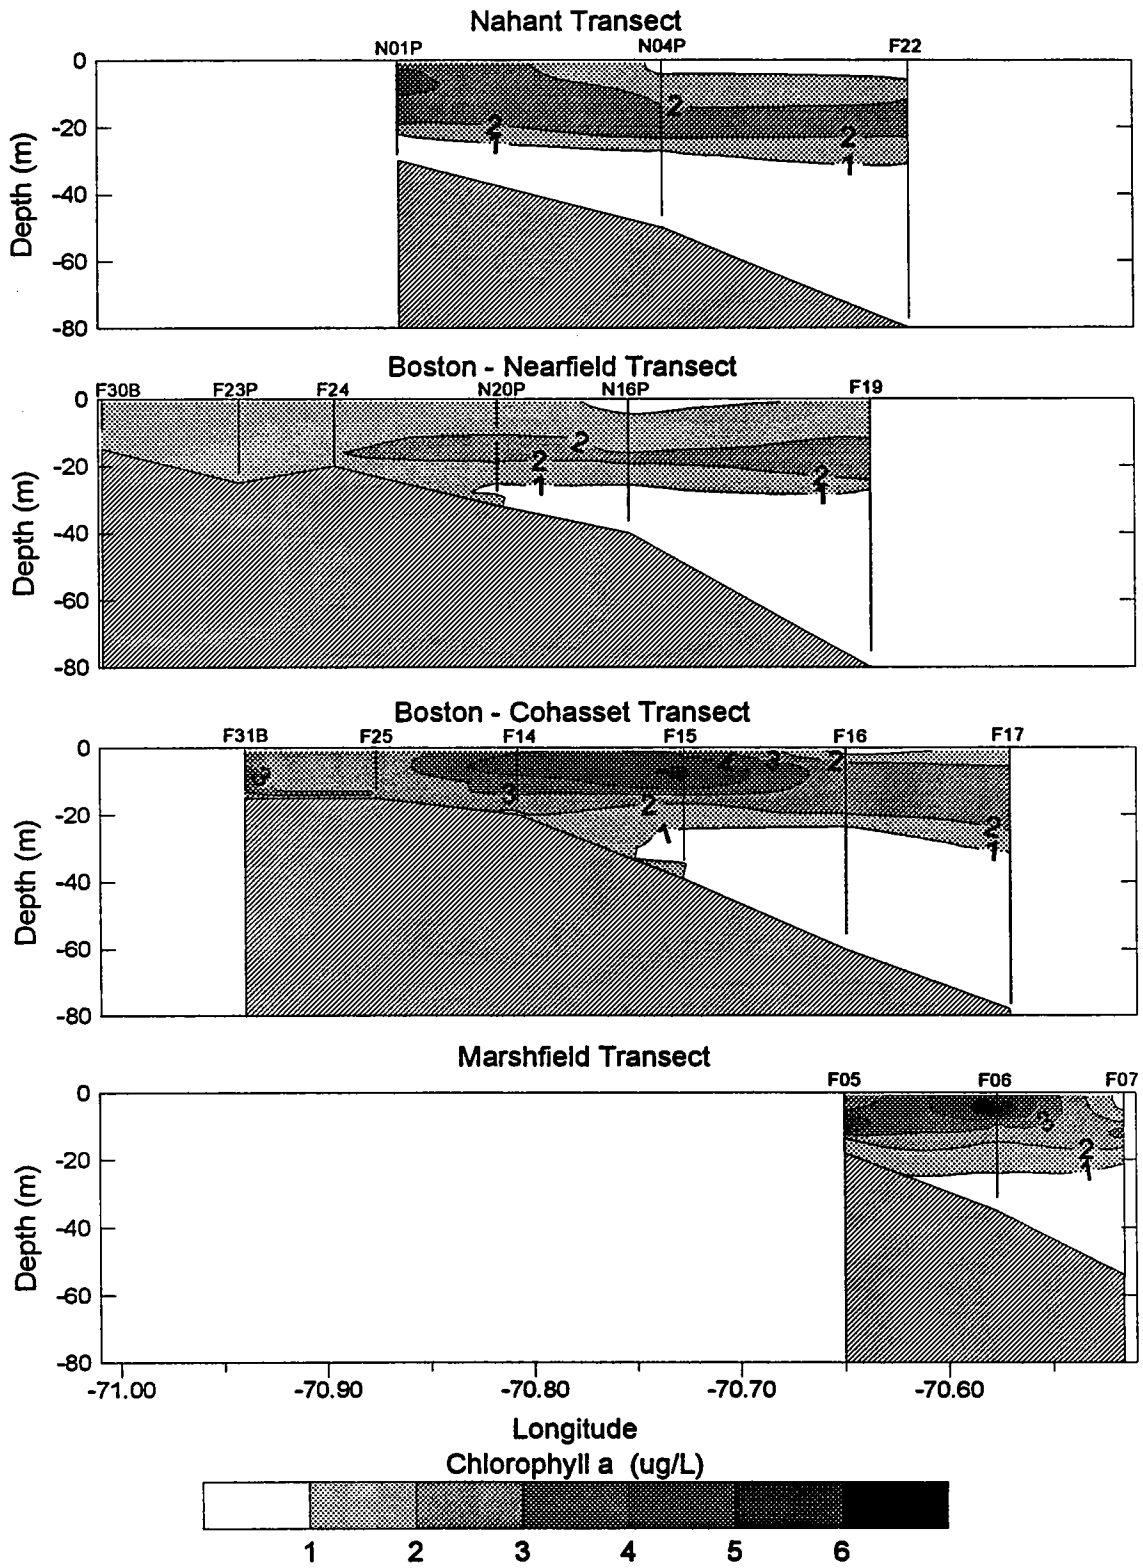 Nahant Transect
N01P N04P F22
0
-20
-40
-60
-80
Depth (m)
2
2
1
2
1
Boston - Nearfield Transect
F30B F23P F24 N20P N16P F19
0
-20
-40
-60
-80
Depth (m)
2
2
1
2
1
Boston - Cohasset Transect
F31B F25 F14 F15 F16 F17
0
-20
-40
-60
-80
Depth (m)
3
2
3
2
1
2
1
Marshfield Transect
F05 F06 F07
0
-20
-40
-60
-80
Depth (m)
3
2
1
-71.00 -70.90 -70.80 -70.70 -70.60
Longitude
Chlorophyll a (ug/L)
1 2 3 4 5 6